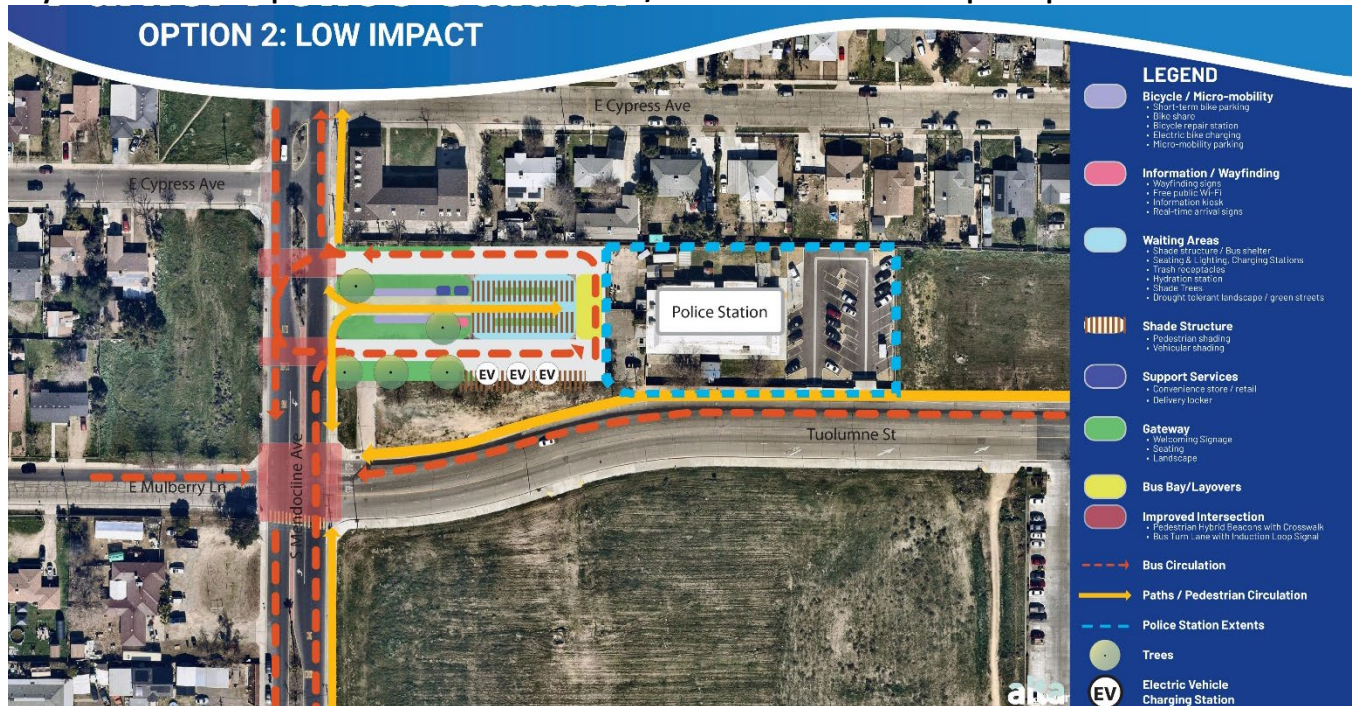 OPTION 2: LOW IMPACT
E Cypress Ave
E Cypress Ave
Police Station
EV EV EV
Tuolumne St
E Mulberry Ln
S Mendociine Ave
LEGEND
Bicycle / Micro-mobility
• Short-term bike parking
• Bike share
• Bicycle repair station
• Electric bike charging
• Micro-mobility parking
Information / Wayfinding
• Wayfinding signs
• Free public Wi-Fi
• Information kiosk
• Real-time arrival signs
Waiting Areas
• Shade structure / Bus shelter
• Seating & Lighting, Charging Stations
• Trash receptacles
• Hydration station
• Shade Trees
• Drought tolerant landscape / green streets
Shade Structure
• Pedestrian shading
• Vehicular shading
Support Services
• Convenience store / retail
• Delivery locker
Gateway
• Welcoming Signage
• Seating
• Landscape
Bus Bay/Layovers
Improved Intersection
• Pedestrian Hybrid Beacons with Crosswalk
• Bus Turn Lane with Induction Loop Signal
Bus Circulation
Paths / Pedestrian Circulation
Police Station Extents
Trees
EV
Electric Vehicle
Charging Station